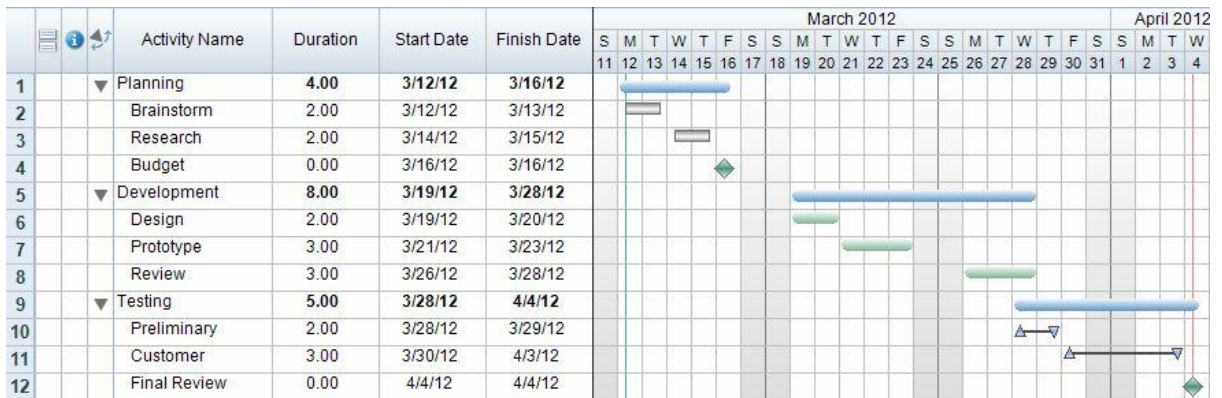 March 2012 April 2012
Activity Name Duration Start Date Finish Date S M T W T F S S M T W T F S S M T W T F S S M T W
11 12 13 14 15 16 17 18 19 20 21 22 23 24 25 26 27 28 29 30 31 1 2 3 4
1 Planning 4.00 3/12/12 3/16/12
2 Brainstorm 2.00 3/12/12 3/13/12
3 Research 2.00 3/14/12 3/15/12
4 Budget 0.00 3/16/12 3/16/12
5 Development 8.00 3/19/12 3/28/12
6 Design 2.00 3/19/12 3/20/12
7 Prototype 3.00 3/21/12 3/23/12
8 Review 3.00 3/26/12 3/28/12
9 Testing 5.00 3/28/12 4/4/12
10 Preliminary 2.00 3/28/12 3/29/12
11 Customer 3.00 3/30/12 4/3/12
12 Final Review 0.00 4/4/12 4/4/12